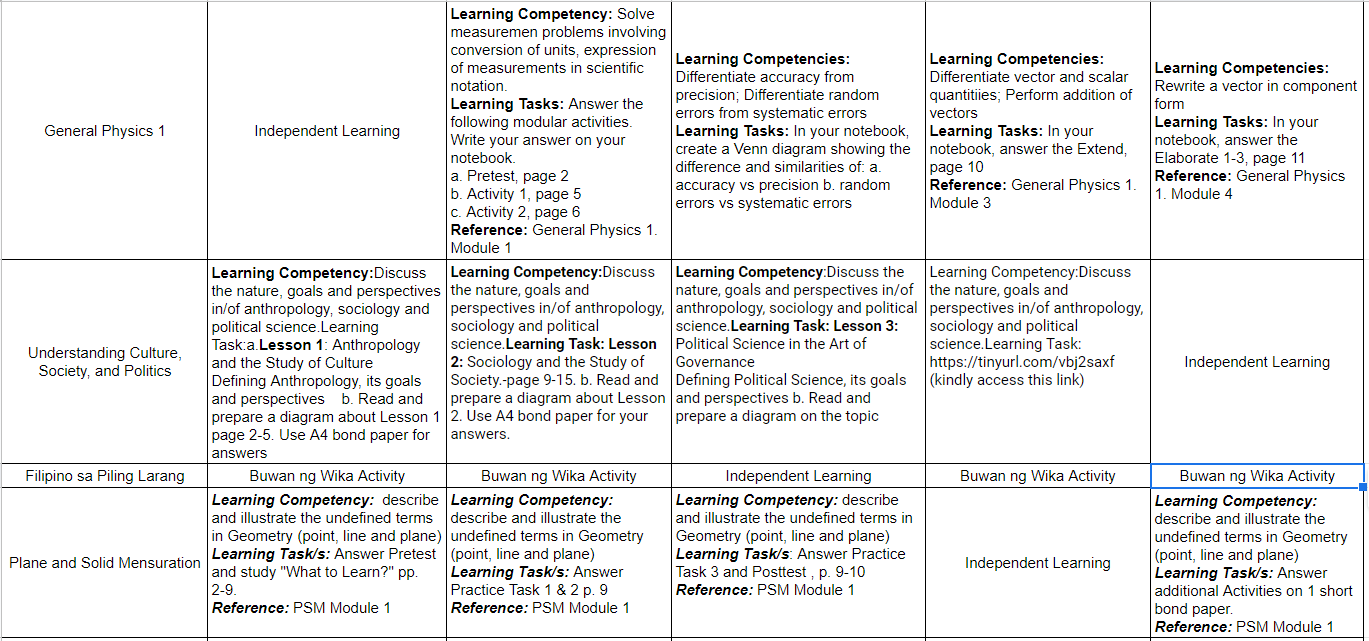 General Physics 1
Independent Learning
Learning Competency: Solve
measuremen problems involving
conversion of units, expression
of measurements in scientific
notation.
Learning Tasks: Answer the
following modular activities.
Write your answer on your
notebook.
a. Pretest, page 2
b. Activity 1, page 5
c. Activity 2, page 6
Reference: General Physics 1.
Module 1
Learning Competencies:
Differentiate accuracy from
precision; Differentiate random
errors from systematic errors
Learning Tasks: In your notebook,
create a Venn diagram showing the
difference and similarities of: a.
accuracy vs precision b. random
errors vs systematic errors
Learning Competencies:
Differentiate vector and scalar
quantitiies; Perform addition of
vectors
Learning Tasks: In your
notebook, answer the Extend,
page 10
Reference: General Physics 1.
Module 3
Learning Competencies:
Rewrite a vector in component
form
Learning Tasks: In your
notebook, answer the
Elaborate 1-3, page 11
Reference: General Physics
1. Module 4
Understanding Culture,
Society, and Politics
Learning Competency:Discuss
the nature, goals and perspectives
in/of anthropology, sociology and
political science.Learning
Task:a.Lesson 1: Anthropology
and the Study of Culture
Defining Anthropology, its goals
and perspectives b. Read and
prepare a diagram about Lesson 1
page 2-5. Use A4 bond paper for
answers
Learning Competency:Discuss
the nature, goals and
perspectives in/of anthropology,
sociology and political
science.Learning Task: Lesson
2: Sociology and the Study of
Society.-page 9-15. b. Read and
prepare a diagram about Lesson
2. Use A4 bond paper for your
answers.
Learning Competency:Discuss the
nature, goals and perspectives in/of
anthropology, sociology and political
science.Learning Task: Lesson 3:
Political Science in the Art of
Governance
Defining Political Science, its goals
and perspectives b. Read and
prepare a diagram on the topic
Learning Competency:Discuss
the nature, goals and
perspectives in/of anthropology,
sociology and political
science.Learning Task:
https://tinyurl.com/vbj2saxf
(kindly access this link)
Independent Learning
Filipino sa Piling Larang
Buwan ng Wika Activity
Buwan ng Wika Activity
Independent Learning
Buwan ng Wika Activity
Buwan ng Wika Activity
Plane and Solid Mensuration
Learning Competency: describe
and illustrate the undefined terms
in Geometry (point, line and plane)
Learning Task/s: Answer Pretest
and study "What to Learn?" pp.
2-9.
Reference: PSM Module 1
Learning Competency:
describe and illustrate the
undefined terms in Geometry
(point, line and plane)
Learning Task/s: Answer
Practice Task 1 & 2 p. 9
Reference: PSM Module 1
Learning Competency: describe
and illustrate the undefined terms in
Geometry (point, line and plane)
Learning Task/s: Answer Practice
Task 3 and Posttest , p. 9-10
Reference: PSM Module 1
Independent Learning
Learning Competency:
describe and illustrate the
undefined terms in Geometry
(point, line and plane)
Learning Task/s: Answer
additional Activities on 1 short
bond paper.
Reference: PSM Module 1